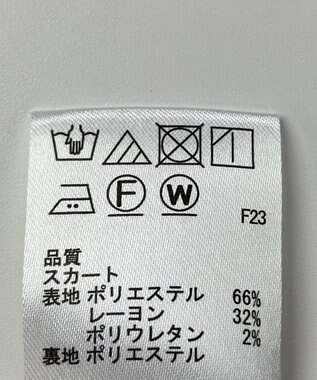 F W
F23
品質
スカート
表地 ポリエステル 66%
レーヨン 32%
ポリウレタン 2%
裏地 ポリエステル